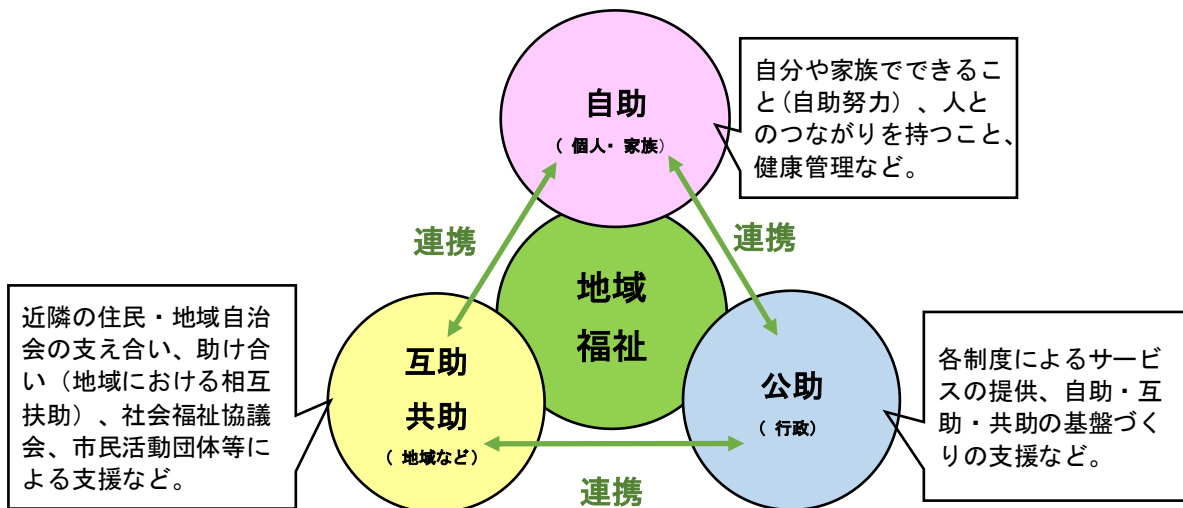 自助
（ 個人・ 家族）
自分や家族でできるこ
と（自助努力）、人と
のつながりを持つこと、
健康管理など。
連携
連携
地域
福祉
近隣の住民・地域自治
会の支え合い、助け合
い（地域における相互
扶助）、社会福祉協議
会、市民活動団体等に
よる支援など。
互助
共助
（ 地域など）
公助
（ 行政）
各制度によるサービ
スの提供、自助・互
助・共助の基盤づく
りの支援など。
連携